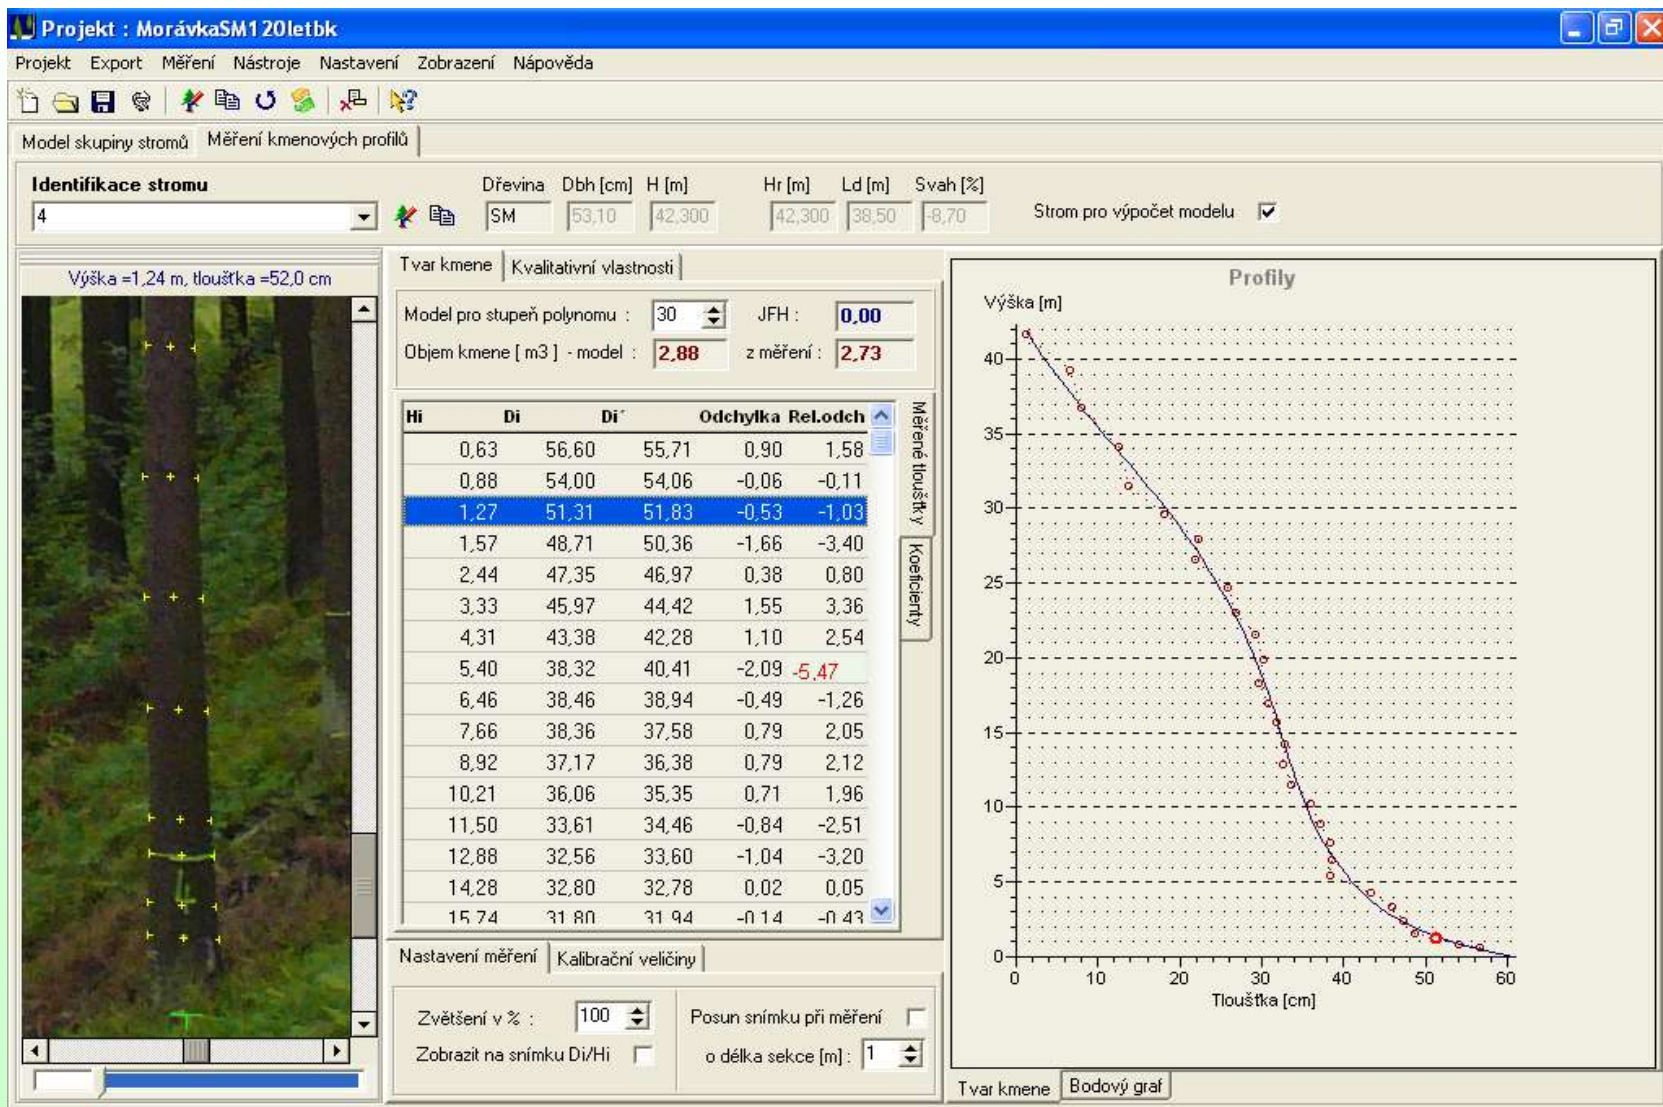 Projekt : MorávkaSM120letbk
Projekt Export Měření Nástroje Nastavení Zobrazení Nápověda
Model skupiny stromů Měření kmenových profilů
Identifikace stromu Dřevina Dbh [cm] H [m] Hr [m] Ld [m] Svah [%]
4 SM 53,10 42,300 42,300 38,50 -8,70 Strom pro výpočet modelu
Výška =1,24 m, tloušťka =52,0 cm
Tvar kmene Kvalitativní vlastnosti
Model pro stupeň polynomu : 30 JFH : 0,00
Objem kmene [ m3 ] - model : 2,88 z měření : 2,73
Hi Di Di´ Odchylka Rel.odch
0,63 56,60 55,71 0,90 1,58
0,88 54,00 54,06 -0,06 -0,11
1,27 51,31 51,83 -0,53 -1,03
1,57 48,71 50,36 -1,66 -3,40
2,44 47,35 46,97 0,38 0,80
3,33 45,97 44,42 1,55 3,36
4,31 43,38 42,28 1,10 2,54
5,40 38,32 40,41 -2,09 -5,47
6,46 38,46 38,94 -0,49 -1,26
7,66 38,36 37,58 0,79 2,05
8,92 37,17 36,38 0,79 2,12
10,21 36,06 35,35 0,71 1,96
11,50 33,61 34,46 -0,84 -2,51
12,88 32,56 33,60 -1,04 -3,20
14,28 32,80 32,78 0,02 0,05
15,74 31,80 31,94 -0,14 -0,43
Měřené tloušťky
Koeficienty
Nastavení měření Kalibrační veličiny
Zvětšení v % : 100 Posun snímku při měření
Zobrazit na snímku Di/Hi o délka sekce [m] : 1
Profily
Výška [m]
40
35
30
25
20
15
10
5
0
0 10 20 30 40 50 60
Tloušťka [cm]
Tvar kmene Bodový graf